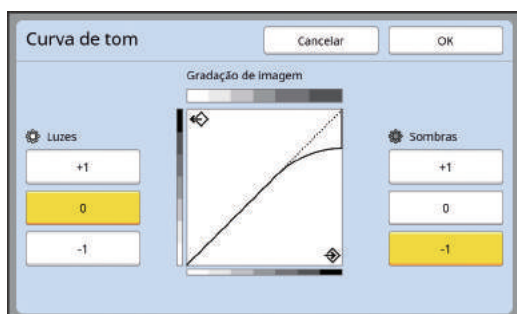 Curva de tom
Cancelar
OK
Gradação de imagem
Luzes
+1
0
-1
Sombras
+1
0
-1